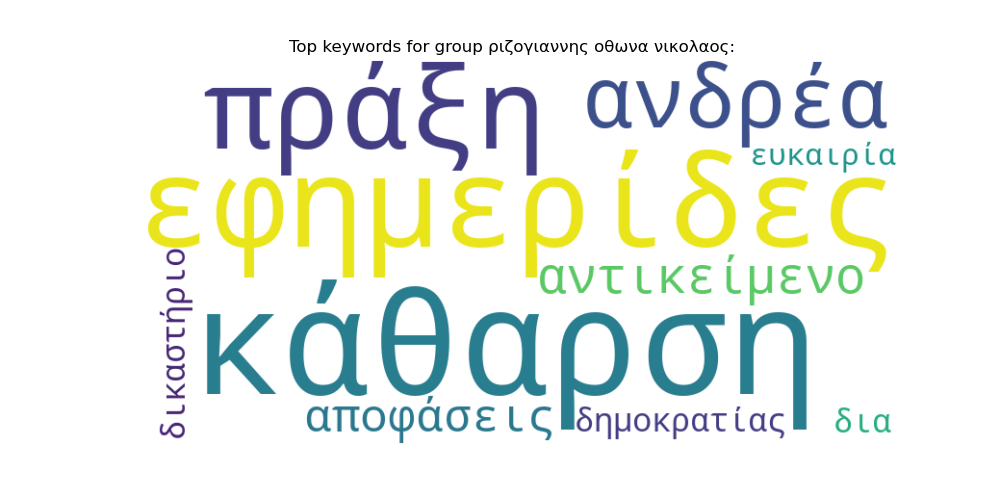 Top keywords for group ριζογιαννης οθωνα νικολαος:
πράξη
ανδρέα
ευκαιρία
εφημερίδες
δικαστήριο
αντικείμενο
κάθαρση
αποφάσεις
δημοκρατίας
δια